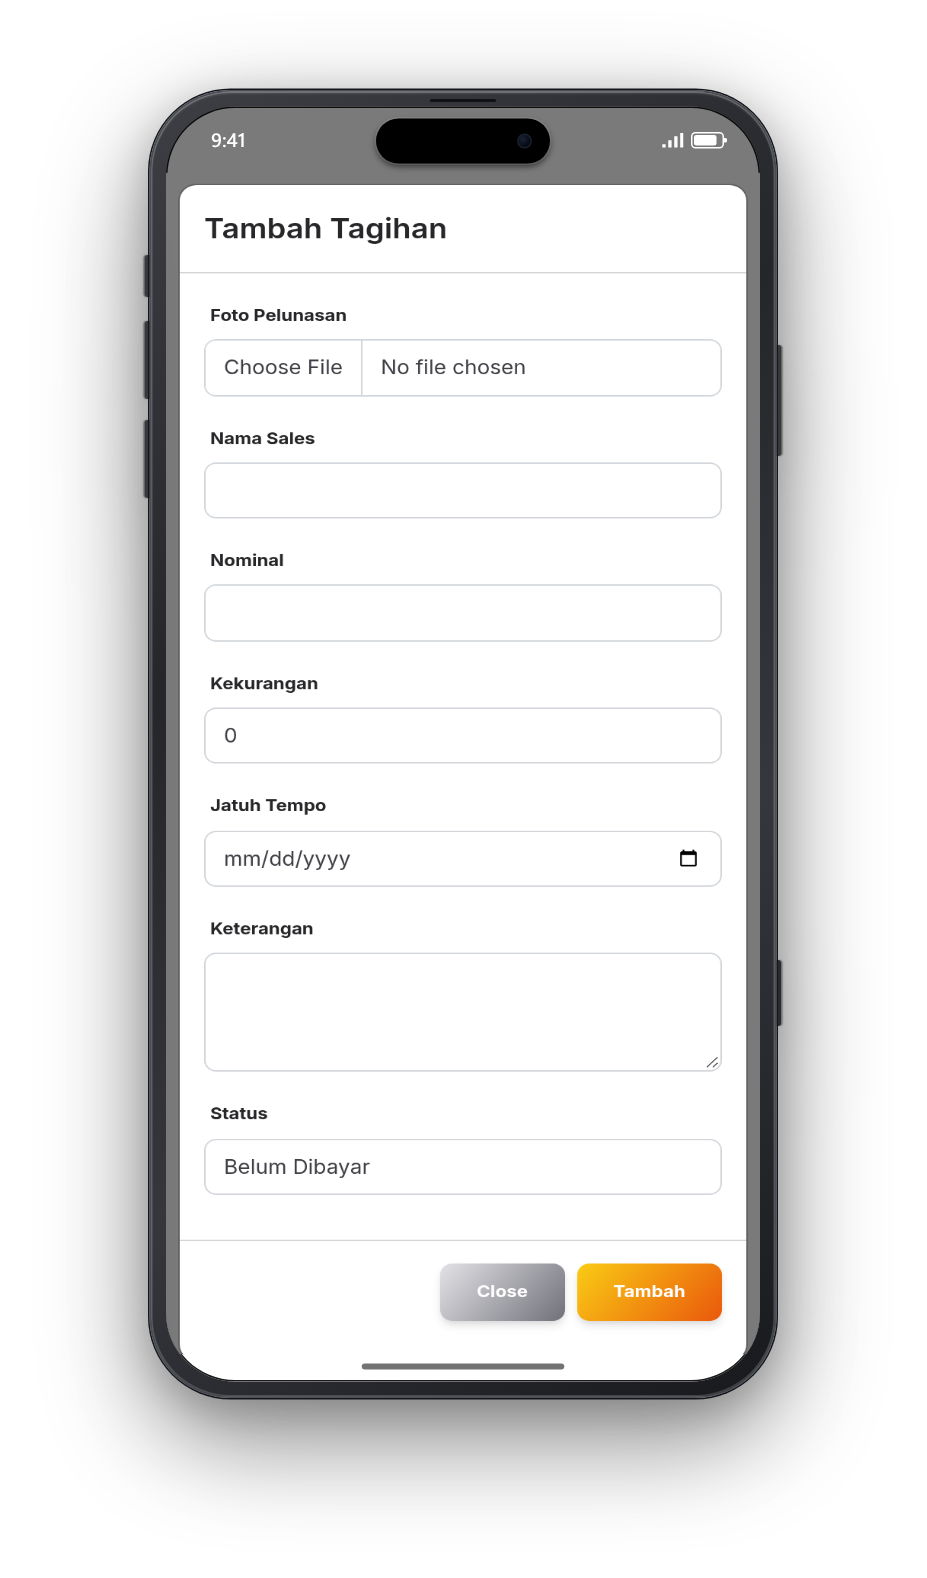 9:41
Tambah Tagihan
Foto Pelunasan
Choose File No file chosen
Nama Sales
Nominal
Kekurangan
0
Jatuh Tempo
mm/dd/yyyy
Keterangan
Status
Belum Dibayar
Close Tambah